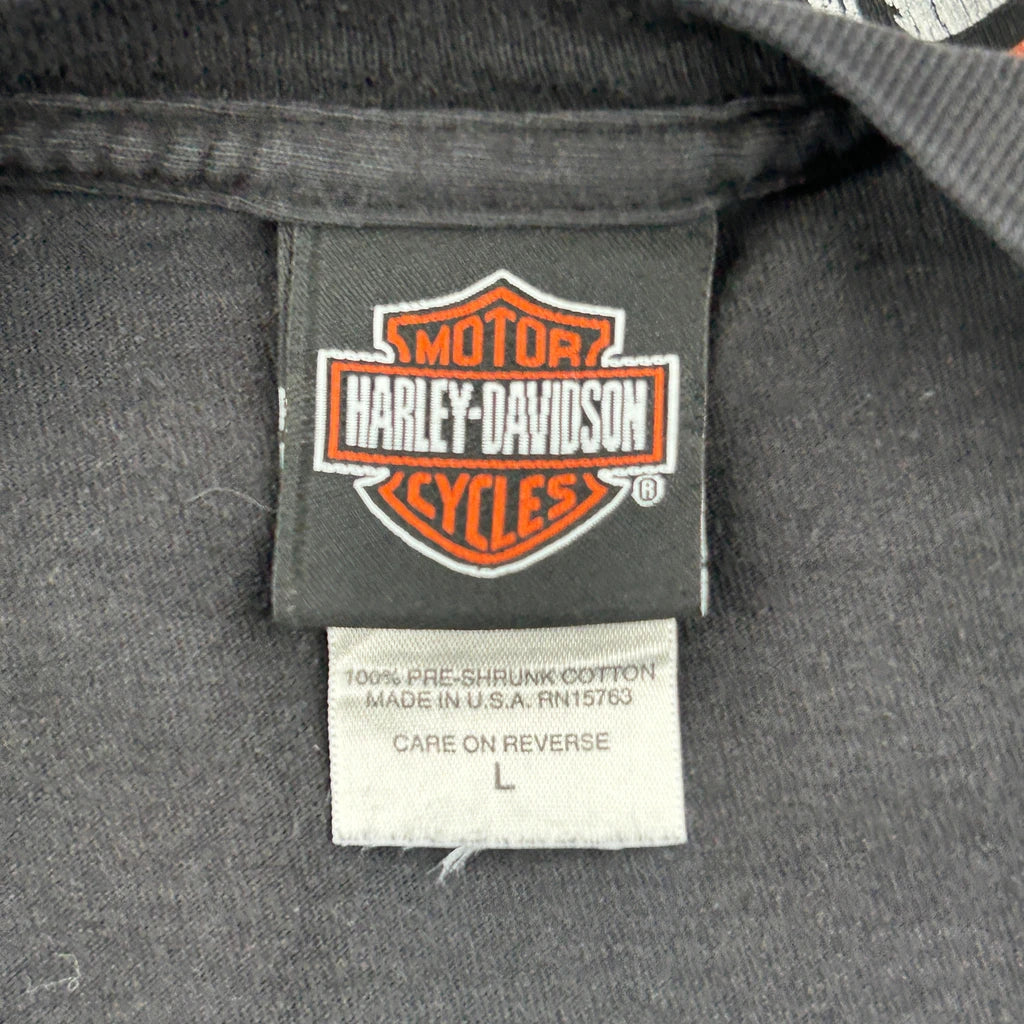 MOTOR
HARLEY-DAVIDSON
CYCLES
®
100% PRE-SHRUNK COTTON
MADE IN U.S.A. RN15763
CARE ON REVERSE
L